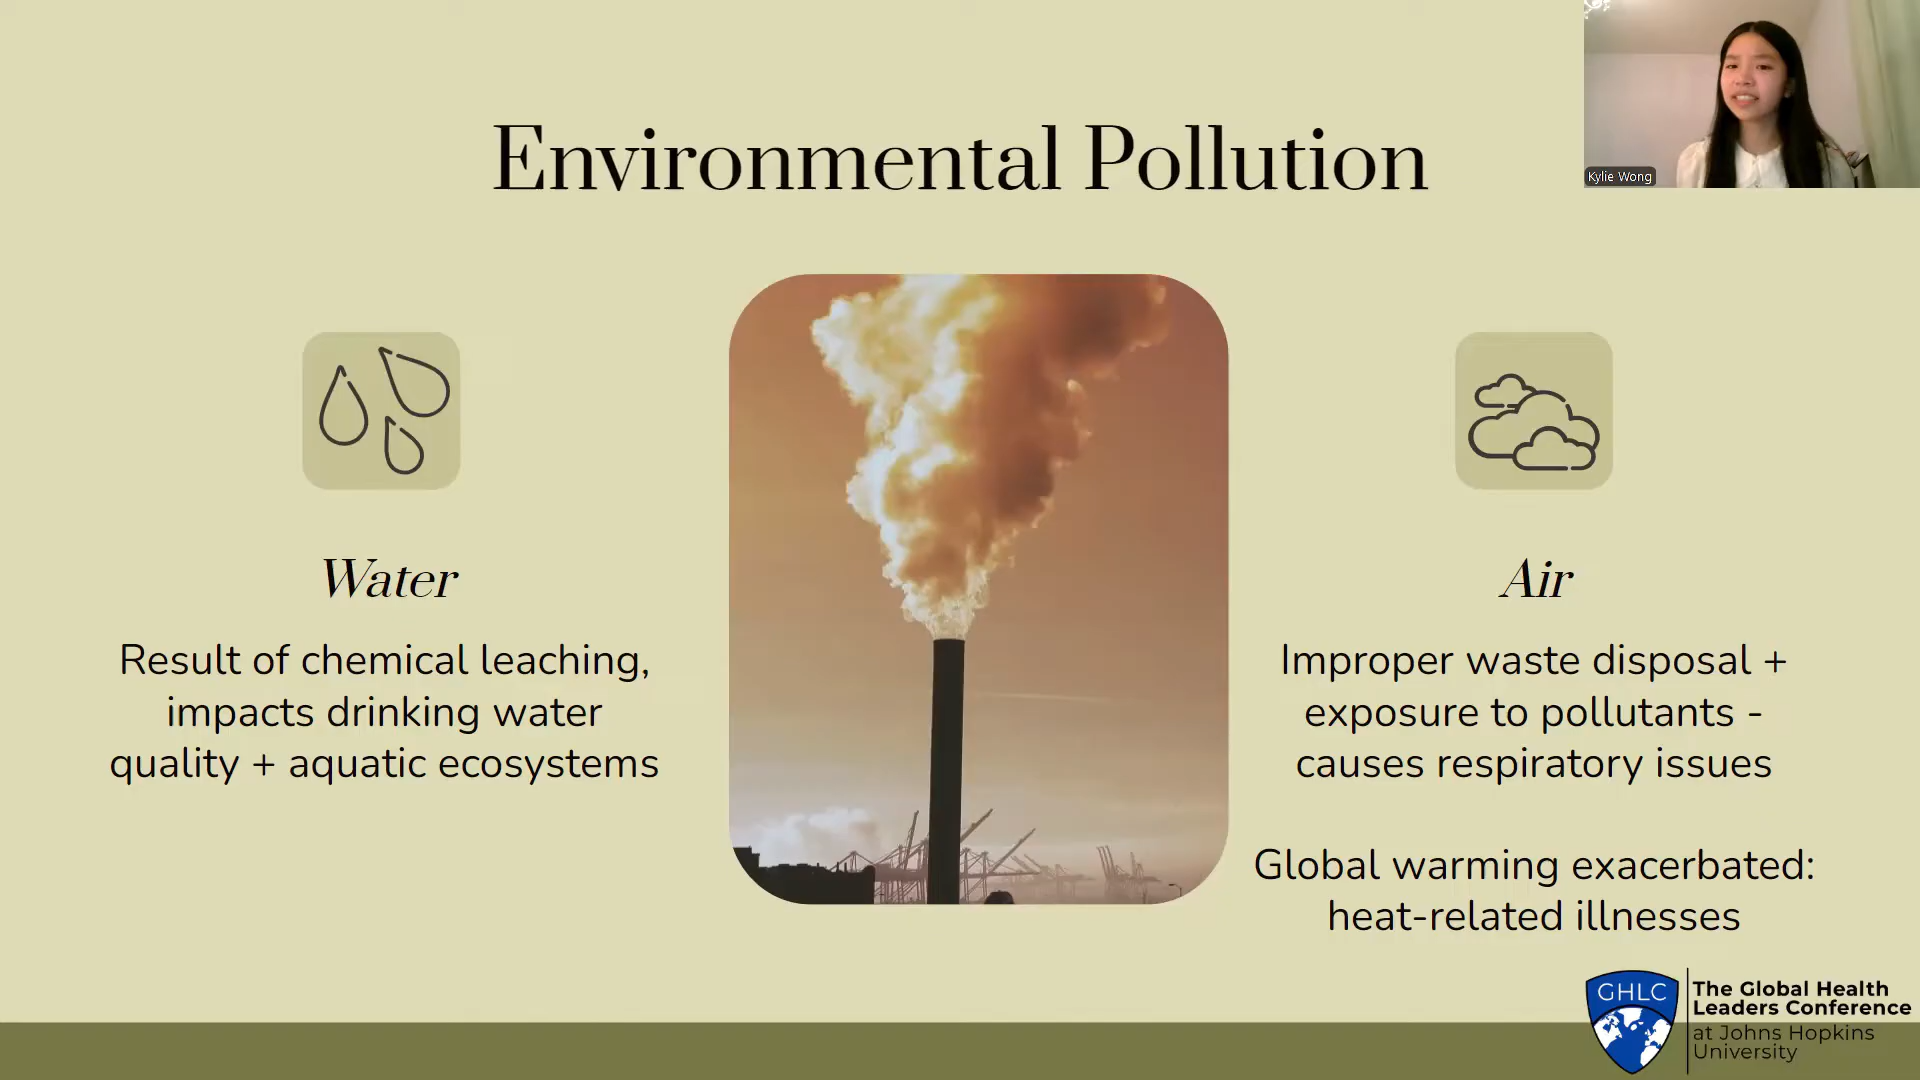 Environmental Pollution
Kylie Wong
Water
Result of chemical leaching,
impacts drinking water
quality + aquatic ecosystems
Air
Improper waste disposal +
exposure to pollutants -
causes respiratory issues
Global warming exacerbated:
heat-related illnesses
GHLC
The Global Health
Leaders Conference
at Johns Hopkins
University